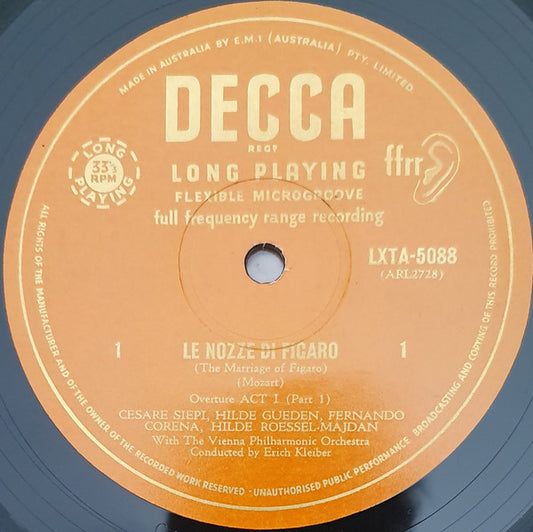 MADE IN AUSTRALIA BY E.M.I (AUSTRALIA) PTY. LIMITED
DECCA
REGD
LONG PLAYING
33⅓
RPM
LONG
PLAYING
ffrr
FLEXIBLE MICROGROOVE
full frequency range recording
LXTA-5088
(ARL2728)
1 LE NOZZE DI FIGARO 1
(The Marriage of Figaro)
(Mozart)
Overture ACT I (Part 1)
CESARE SIEPI, HILDE GUEDEN, FERNANDO
CORENA, HILDE ROESSEL-MAJDAN
With The Vienna Philharmonic Orchestra
Conducted by Erich Kleiber
ALL RIGHTS OF THE MANUFACTURER AND OF THE OWNER OF THE RECORDED WORK RESERVED - UNAUTHORISED PUBLIC PERFORMANCE BROADCASTING AND COPYING OF THIS RECORD PROHIBITED